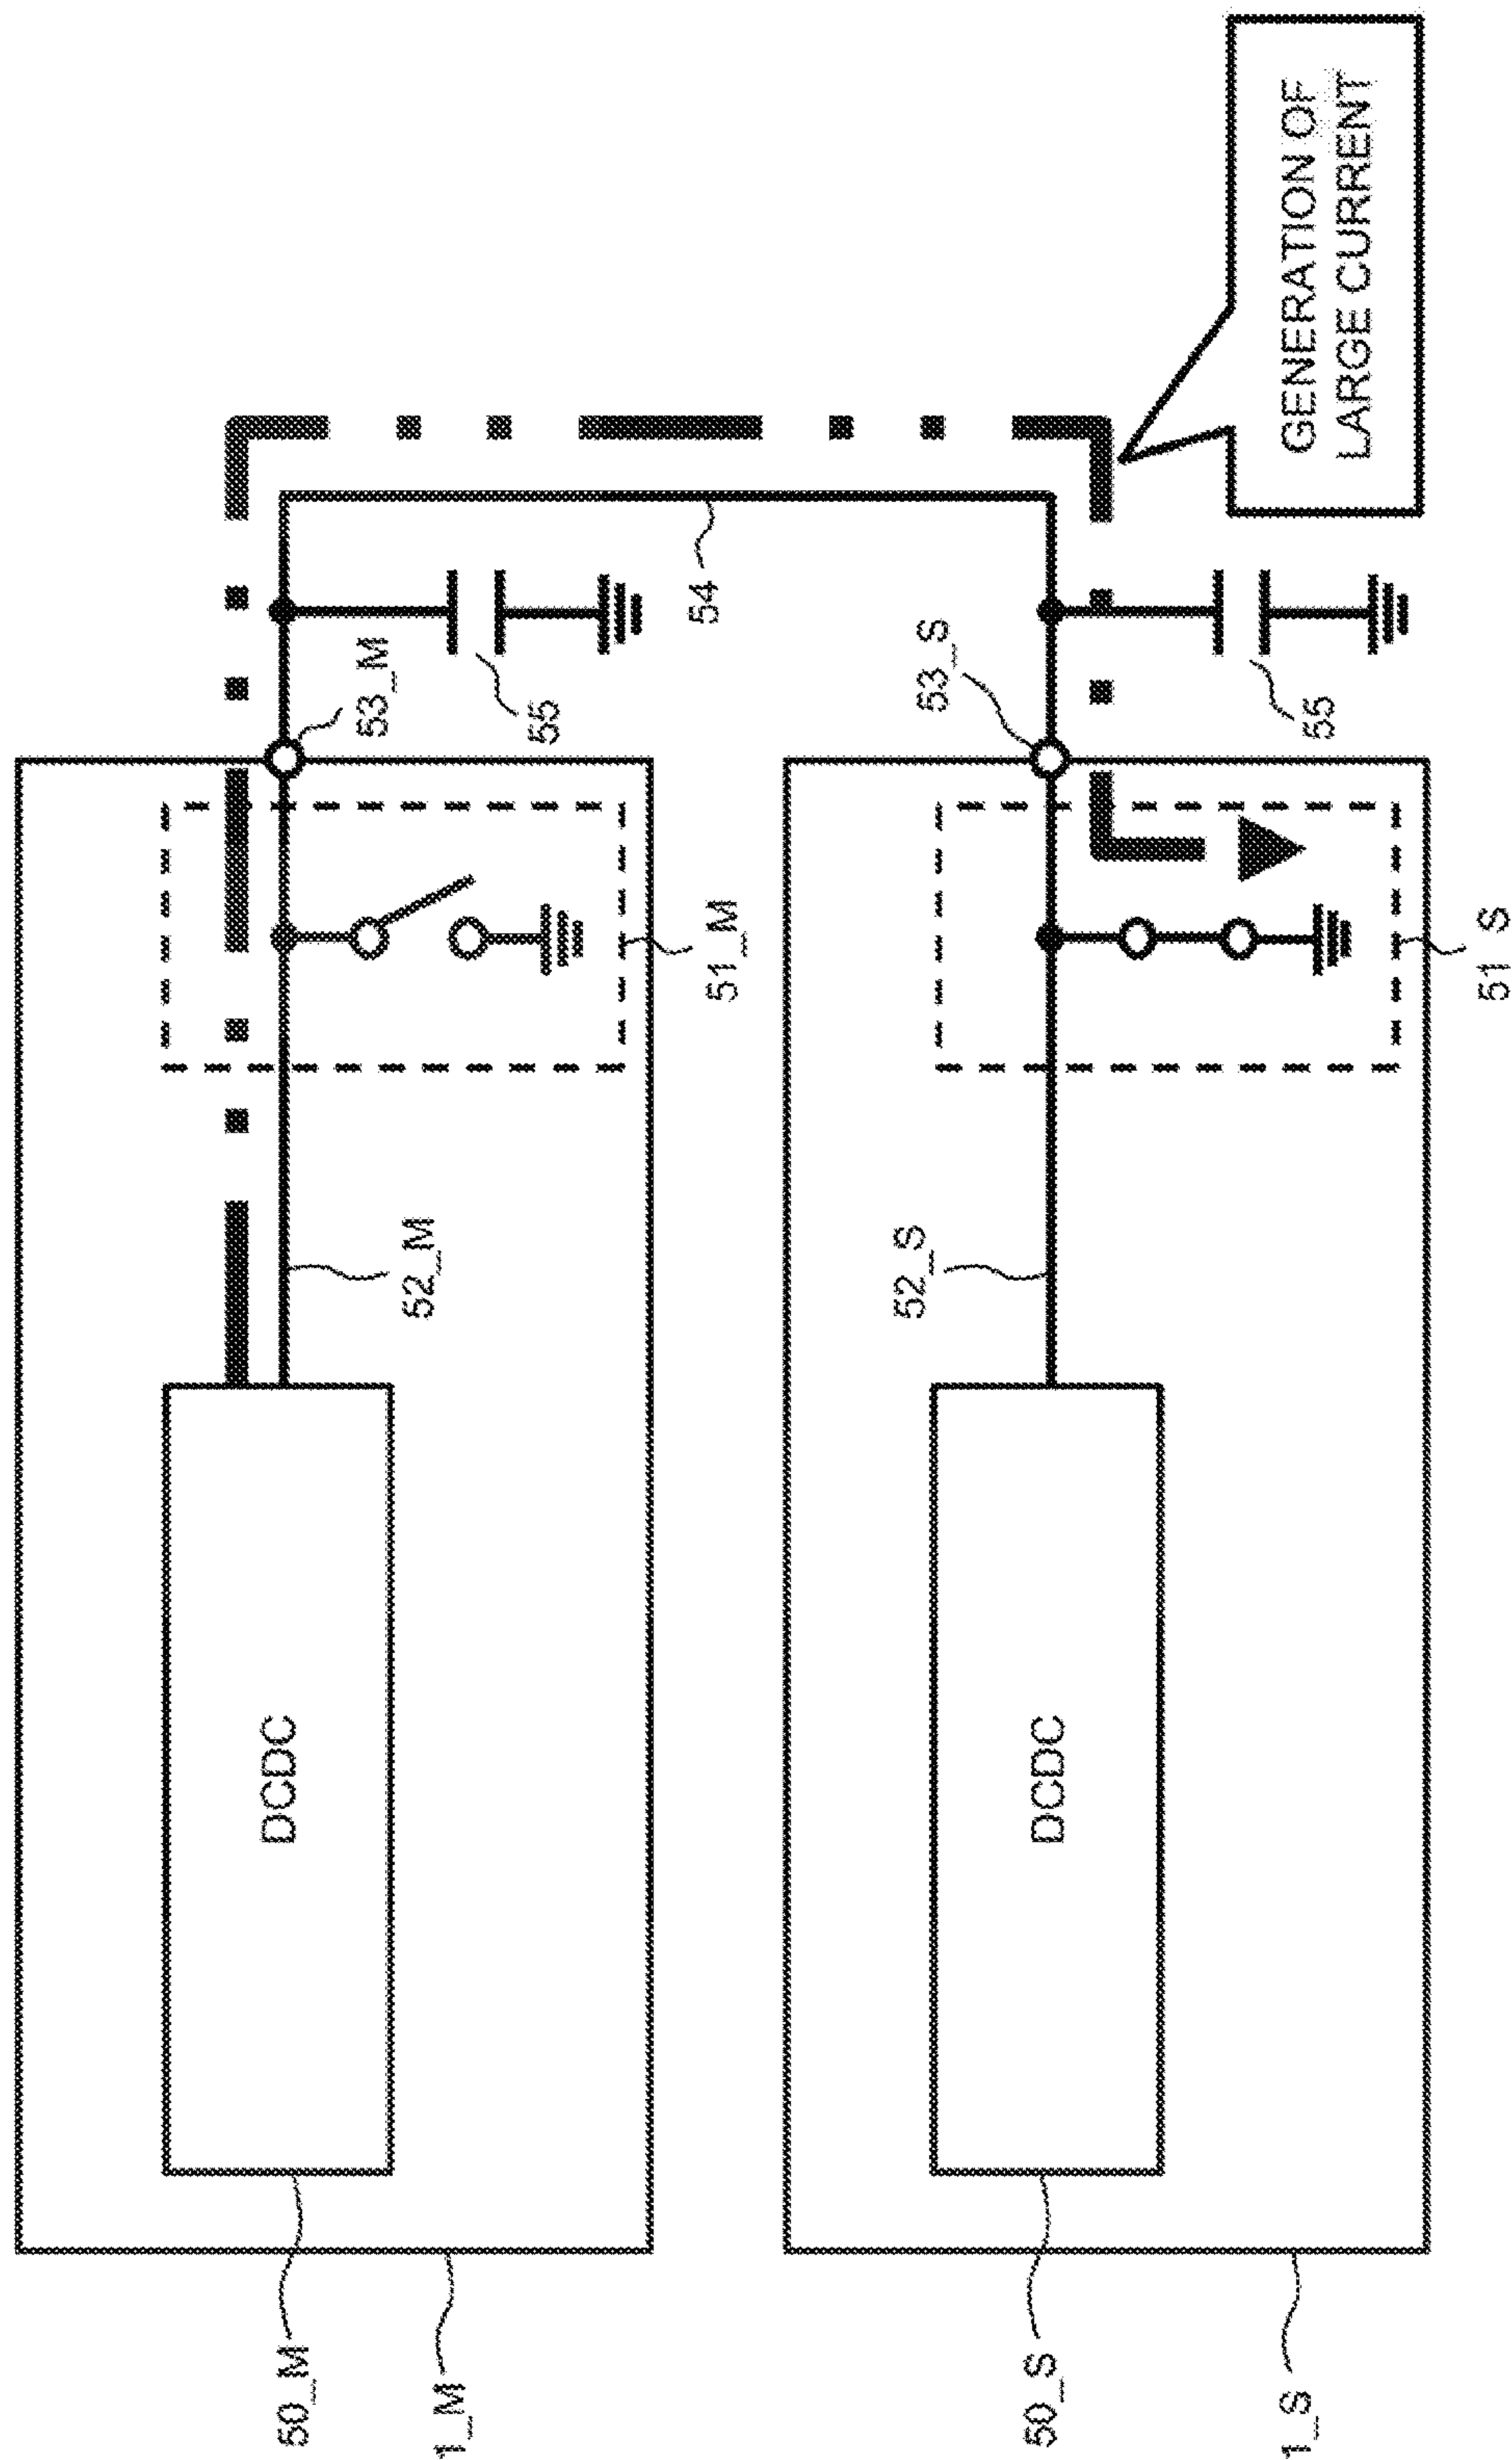 50_M
1_M
DCDC
52_M
51_M
53_M
55
54
50_S
1_S
DCDC
52_S
51_S
53_S
55
GENERATION OF
LARGE CURRENT